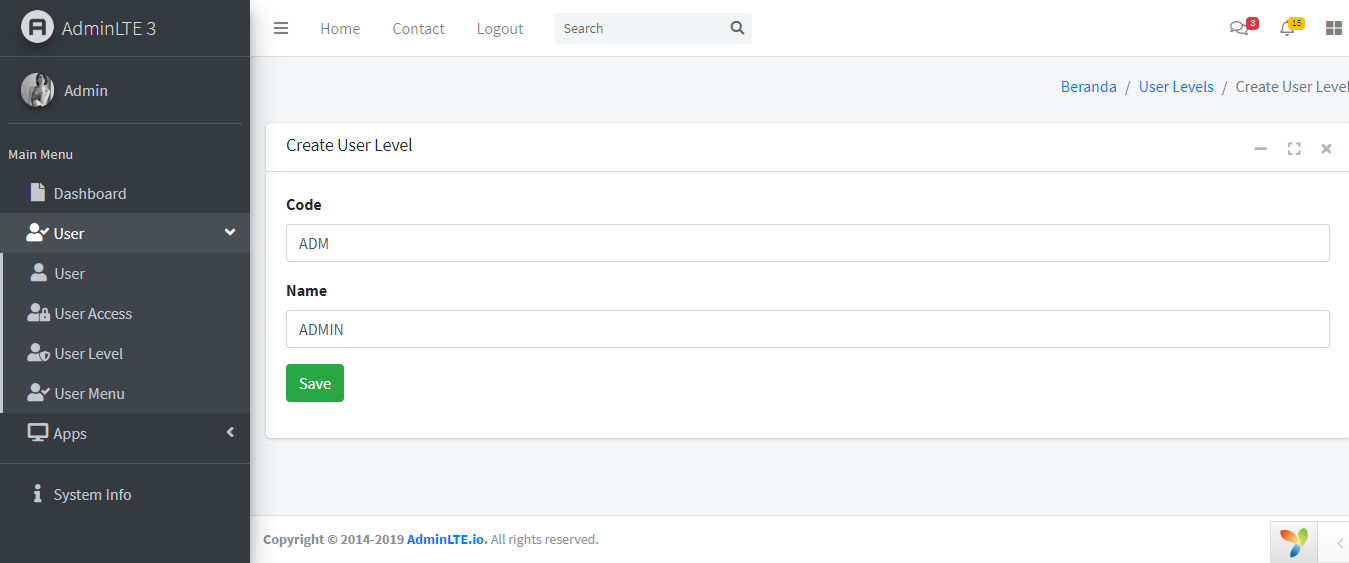 AdminLTE 3
Home Contact Logout Search 3 15
Admin
Beranda / User Levels / Create User Level
Main Menu
Dashboard
User
User
User Access
User Level
User Menu
Apps
System Info
Create User Level
Code
ADM
Name
ADMIN
Save
Copyright © 2014-2019 AdminLTE.io. All rights reserved.